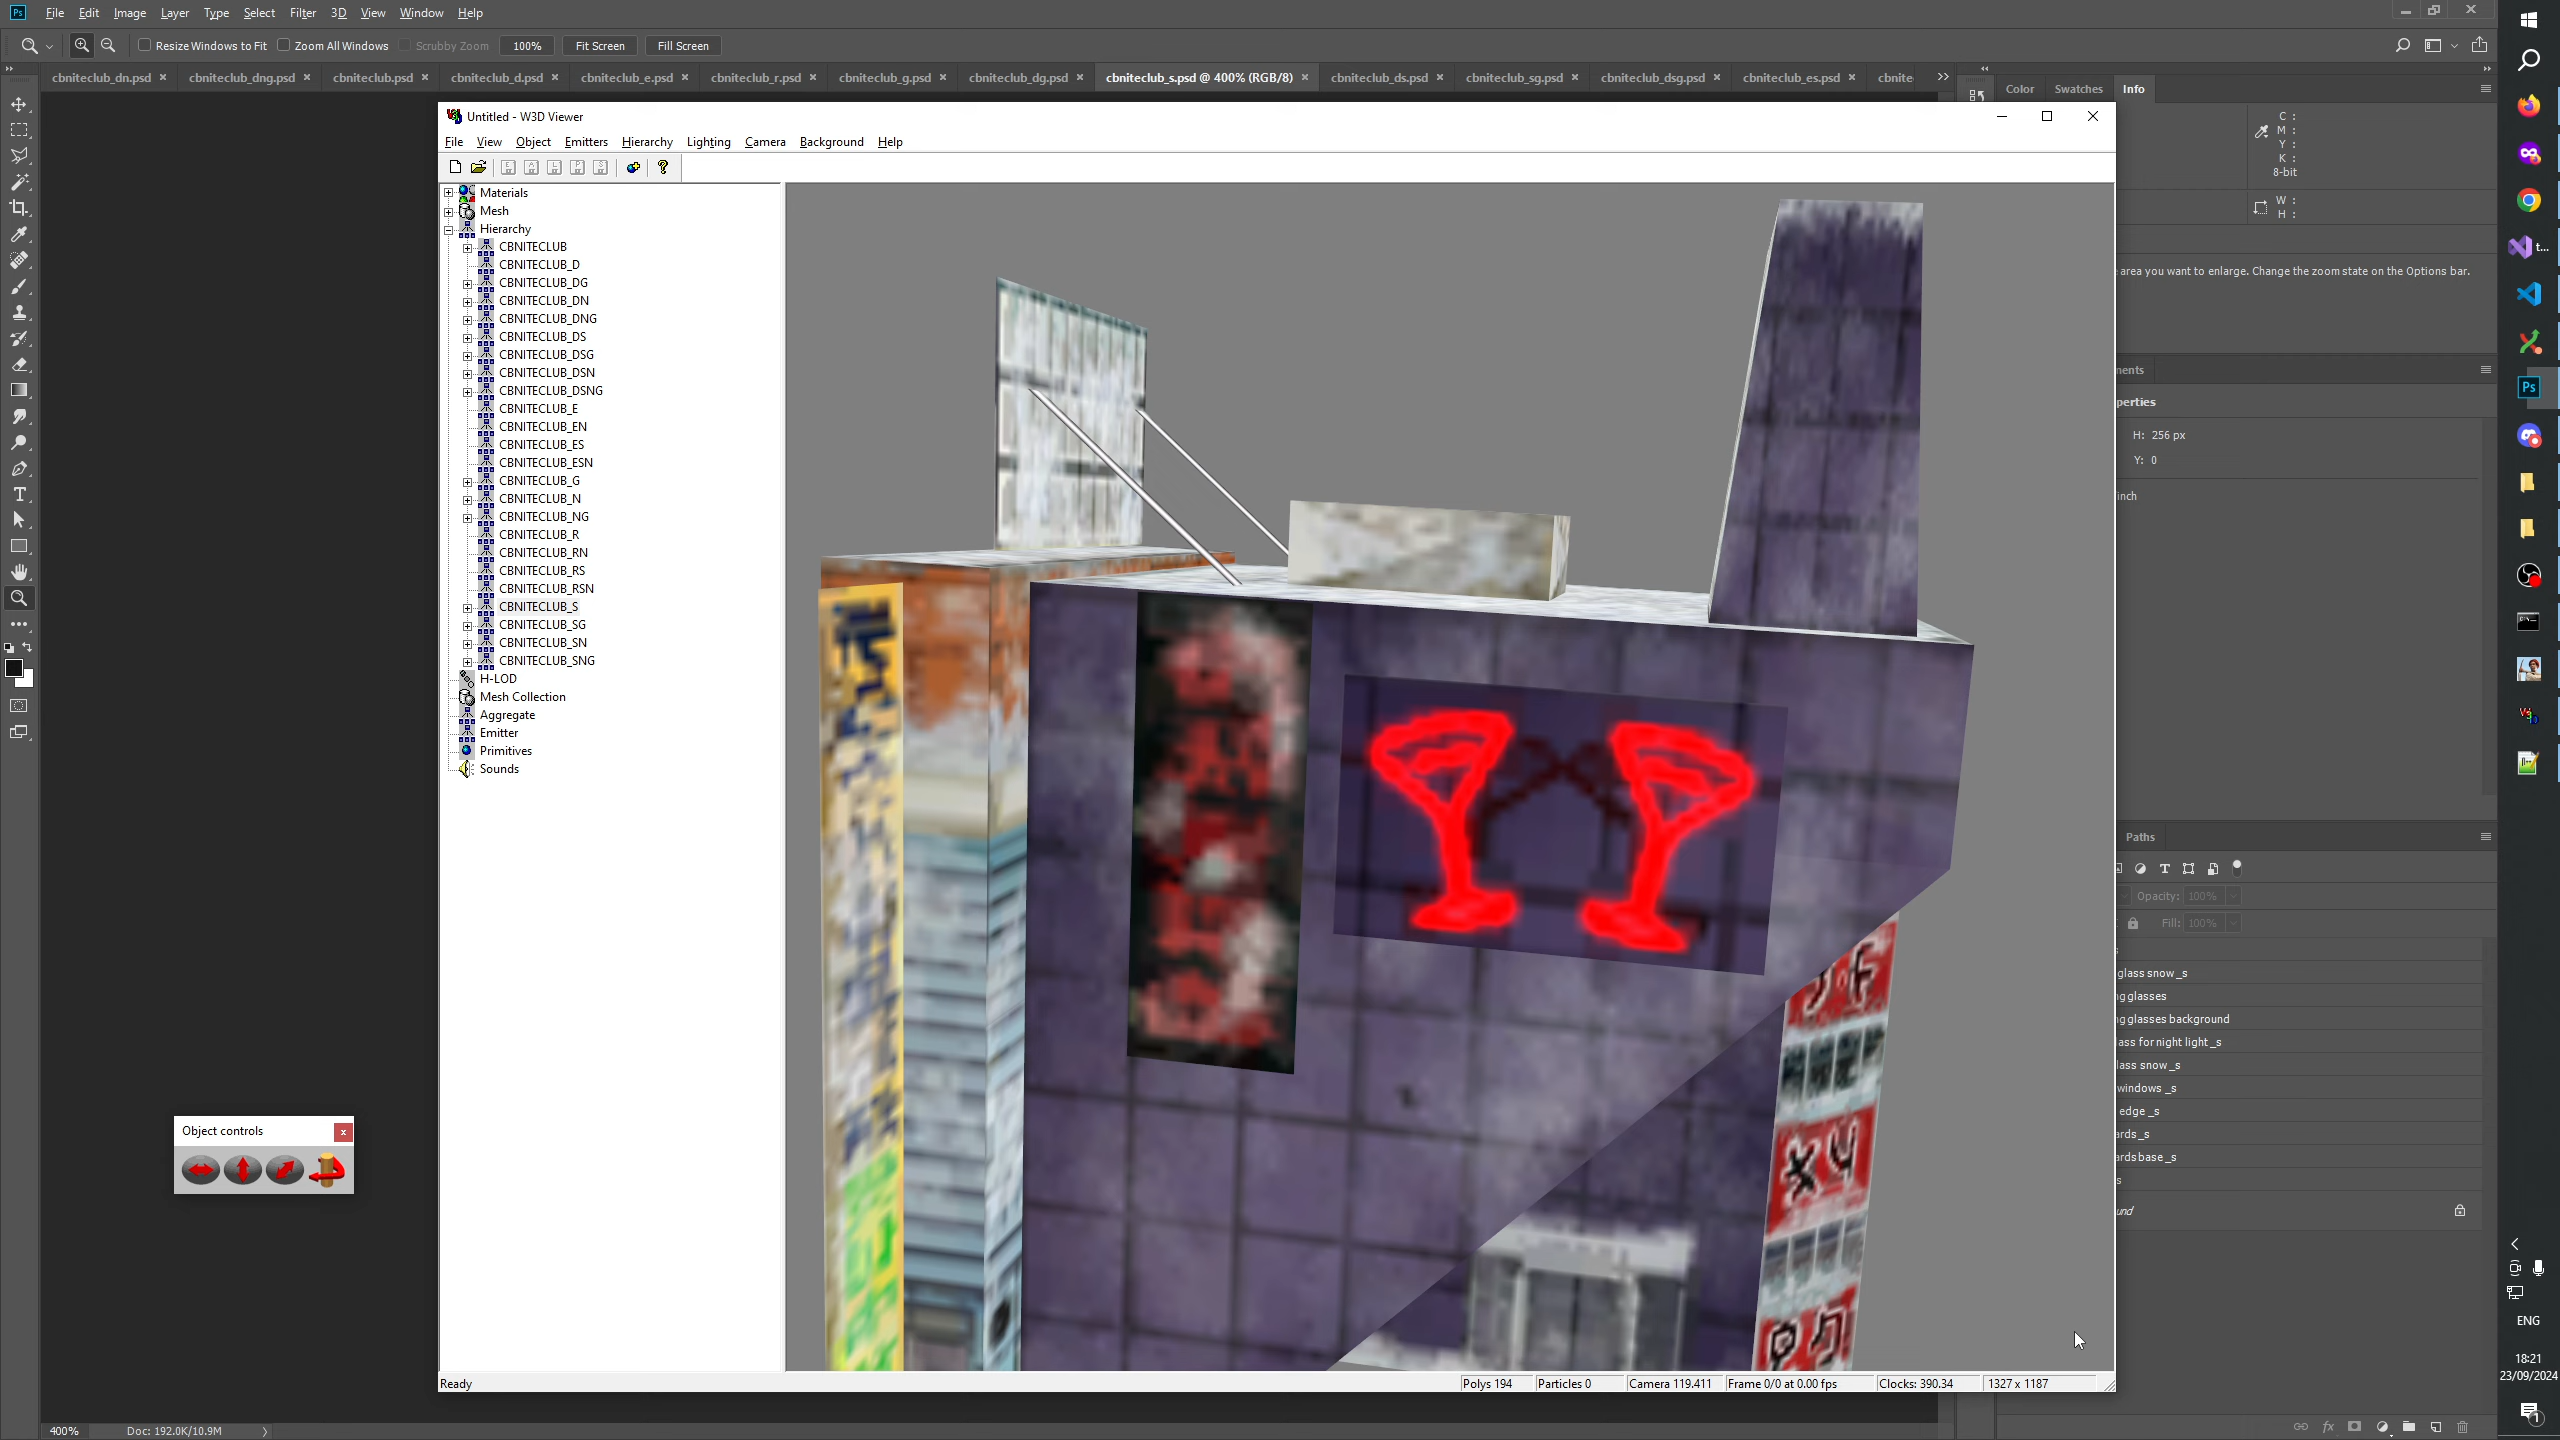 File Edit Image Layer Type Select Filter 3D View Window Help
Resize Windows to Fit Zoom All Windows Scrubby Zoom 100% Fit Screen Fill Screen
cbniteclub_dn.psd cbniteclub_dng.psd cbniteclub.psd cbniteclub_d.psd cbniteclub_e.psd cbniteclub_r.psd cbniteclub_g.psd cbniteclub_dg.psd cbniteclub_s.psd @ 400% (RGB/8) cbniteclub_ds.psd cbniteclub_sg.psd cbniteclub_dsg.psd cbniteclub_es.psd cbnite
Untitled - W3D Viewer
File View Object Emitters Hierarchy Lighting Camera Background Help
Materials
Mesh
Hierarchy
CBNITECLUB
CBNITECLUB_D
CBNITECLUB_DG
CBNITECLUB_DN
CBNITECLUB_DNG
CBNITECLUB_DS
CBNITECLUB_DSG
CBNITECLUB_DSN
CBNITECLUB_DSNG
CBNITECLUB_E
CBNITECLUB_EN
CBNITECLUB_ES
CBNITECLUB_ESN
CBNITECLUB_G
CBNITECLUB_N
CBNITECLUB_NG
CBNITECLUB_R
CBNITECLUB_RN
CBNITECLUB_RS
CBNITECLUB_RSN
CBNITECLUB_S
CBNITECLUB_SG
CBNITECLUB_SN
CBNITECLUB_SNG
H-LOD
Mesh Collection
Aggregate
Emitter
Primitives
Sounds
Object controls
Ready
Polys 194 Particles 0 Camera 119.411 Frame 0/0 at 0.00 fps Clocks: 390.34 1327 x 1187
400% Doc: 192.0K/10.9M
Color Swatches Info
C :
M :
Y :
K :
8-bit
W :
H :
area you want to enlarge. Change the zoom state on the Options bar.
ments
perties
H: 256 px
Y: 0
inch
Paths
Opacity: 100%
Fill: 100%
glass snow _s
ng glasses
ng glasses background
lass for night light _s
lass snow _s
windows _s
edge _s
ards _s
ards base _s
s
und
t...
ENG
18:21
23/09/2024